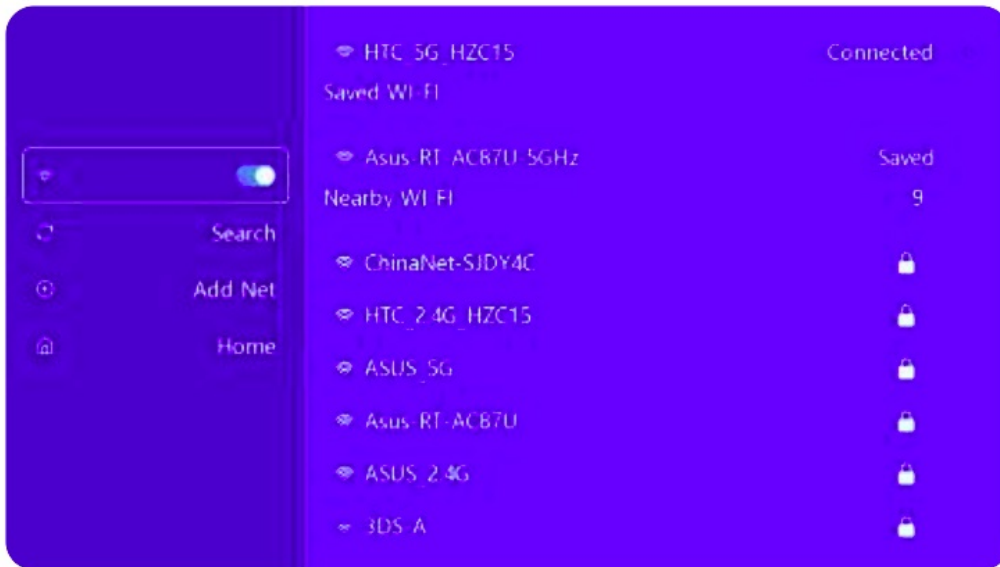 HTC_5G_HZC15 Connected
Saved WI-FI
Asus-RT-AC87U-5GHz Saved
Nearby WI-FI 9
Search
Add Net
Home
ChinaNet-SJDY4C
HTC_2.4G_HZC15
ASUS_5G
Asus-RT-AC87U
ASUS_2.4G
3DS-A